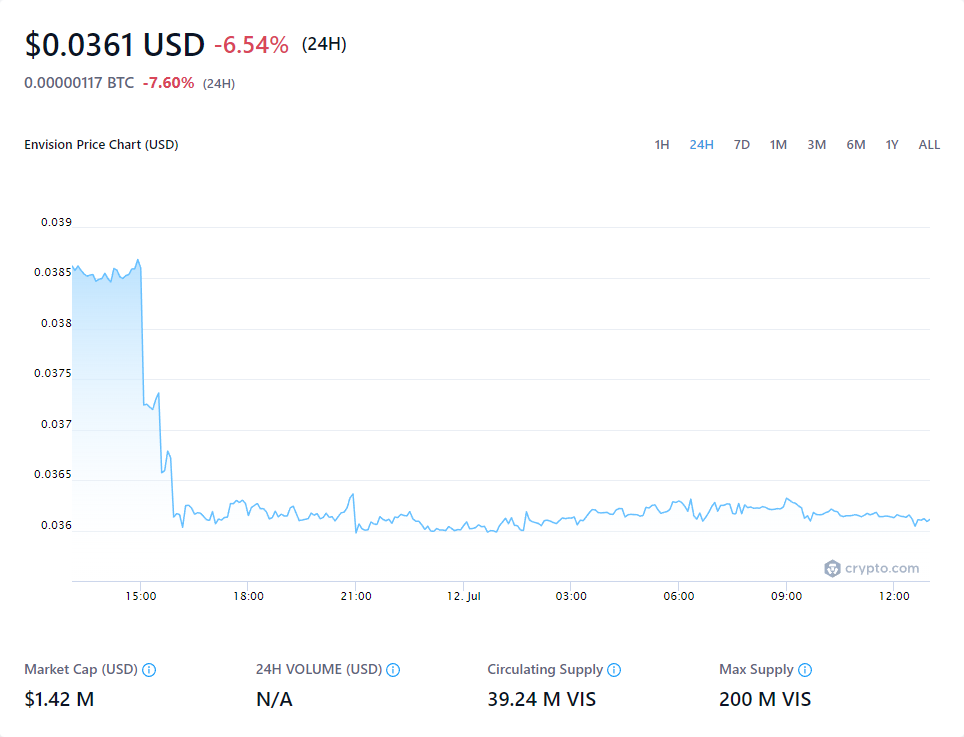 $0.0361 USD -6.54% (24H)
0.00000117 BTC -7.60% (24H)
Envision Price Chart (USD) 1H 24H 7D 1M 3M 6M 1Y ALL
0.039
0.0385
0.038
0.0375
0.037
0.0365
0.036
crypto.com
15:00 18:00 21:00 12. Jul 03:00 06:00 09:00 12:00
Market Cap (USD) 24H VOLUME (USD) Circulating Supply Max Supply
$1.42 M N/A 39.24 M VIS 200 M VIS